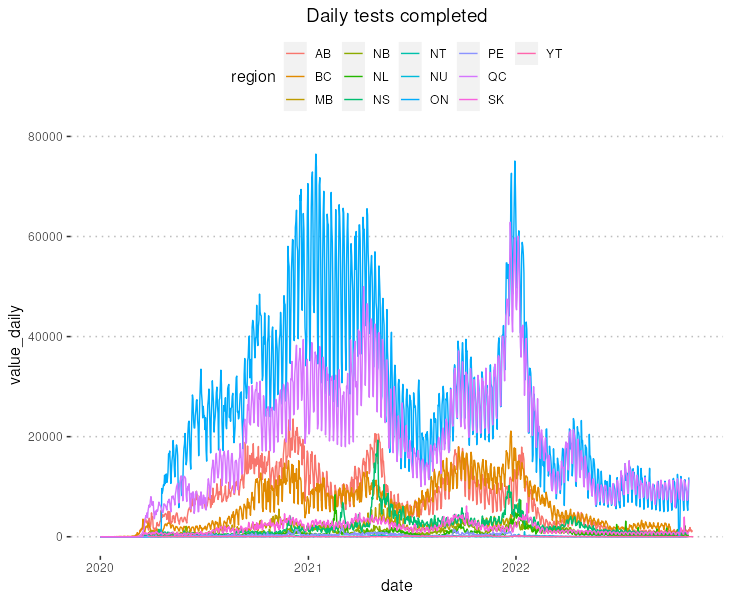 Daily tests completed
AB NB NT PE YT
region BC NL NU QC
MB NS ON SK
80000
60000
40000
20000
0
value_daily
2020 2021 2022
date